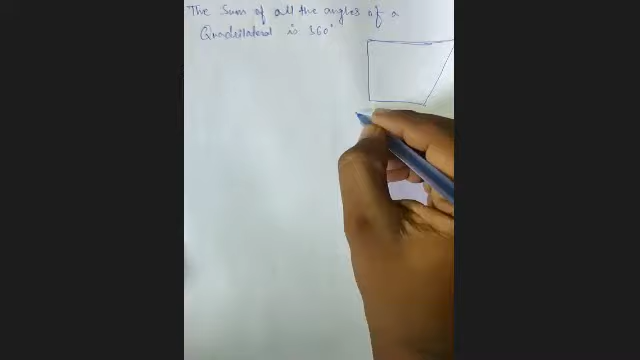 The Sum of all the angles of a
Quadrilateral is 360°